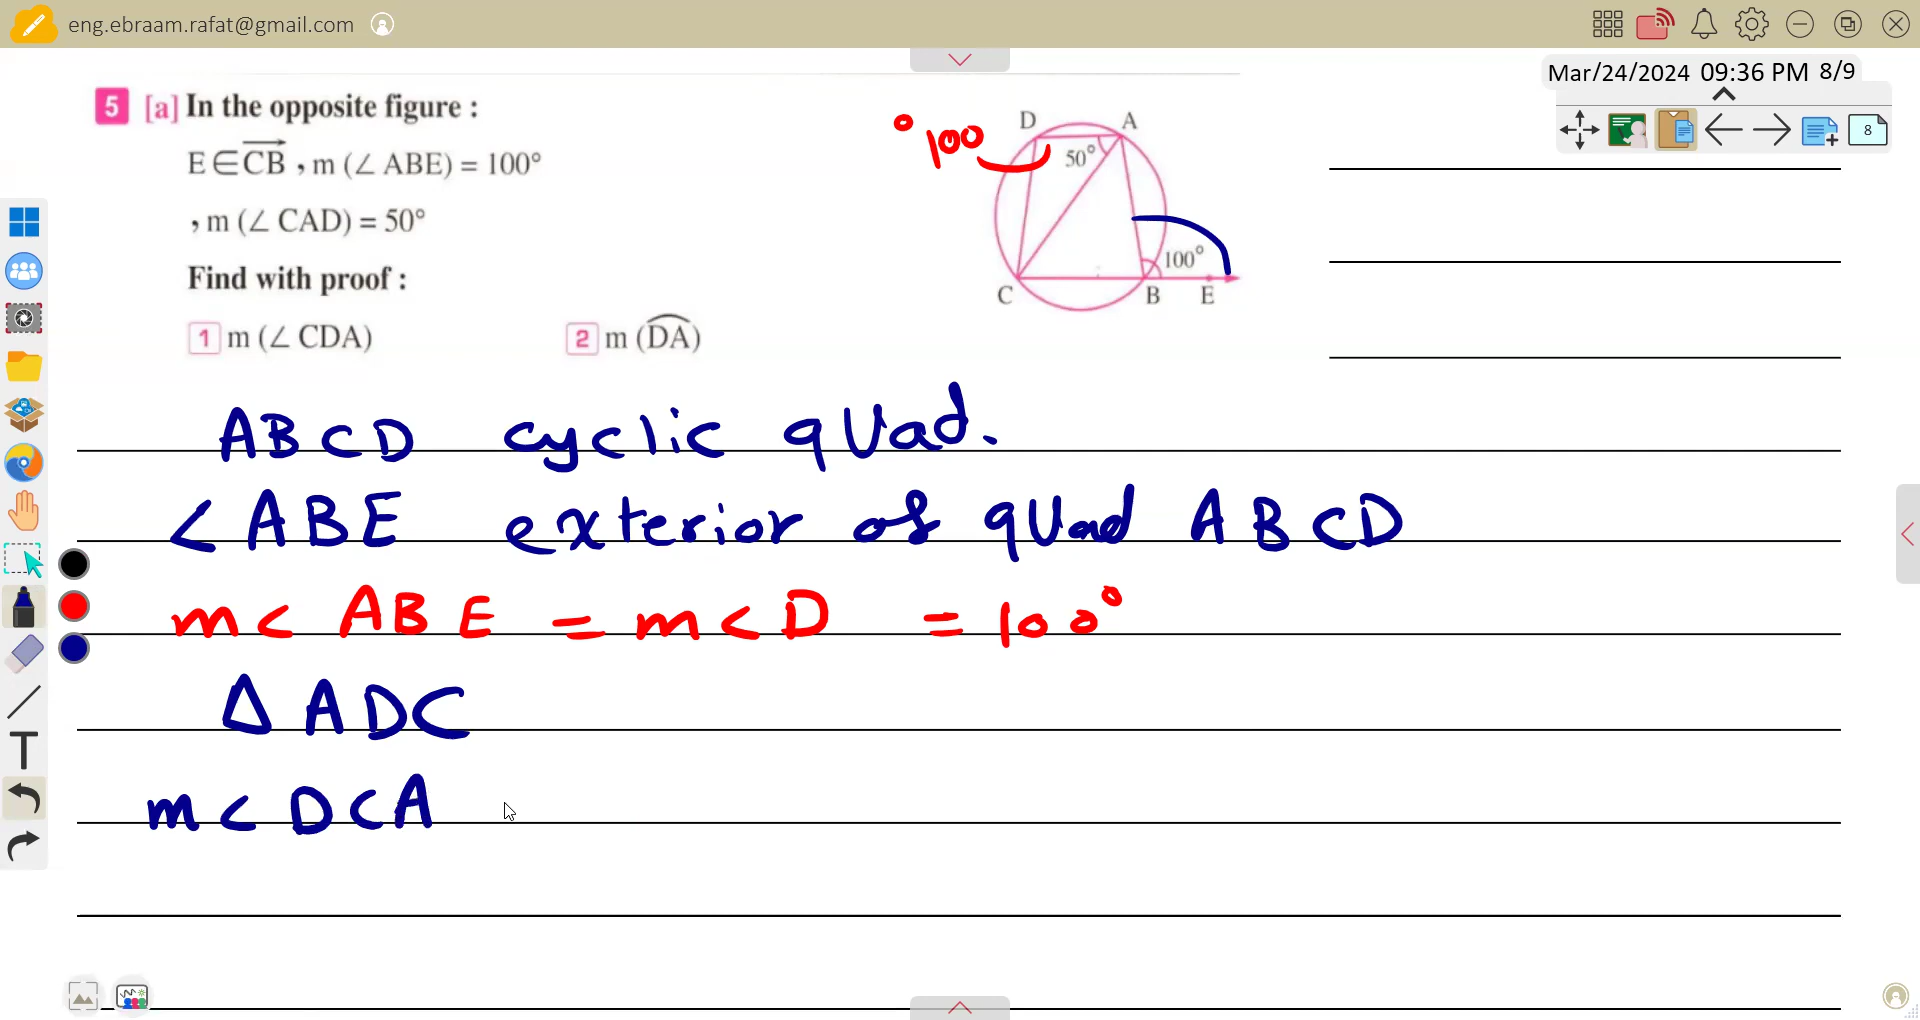 eng.ebraam.rafat@gmail.com
Mar/24/2024 09:36 PM 8/9
8
5 [a] In the opposite figure :
E ∈ CB , m (∠ ABE) = 100°
, m (∠ CAD) = 50°
Find with proof :
1 m (∠ CDA) 2 m (DA)
° 100
D A
50°
100°
C B E
ABCD cyclic quad.
< ABE exterior of quad ABCD
m< ABE = m< D = 100°
Δ ADC
m< DCA
T